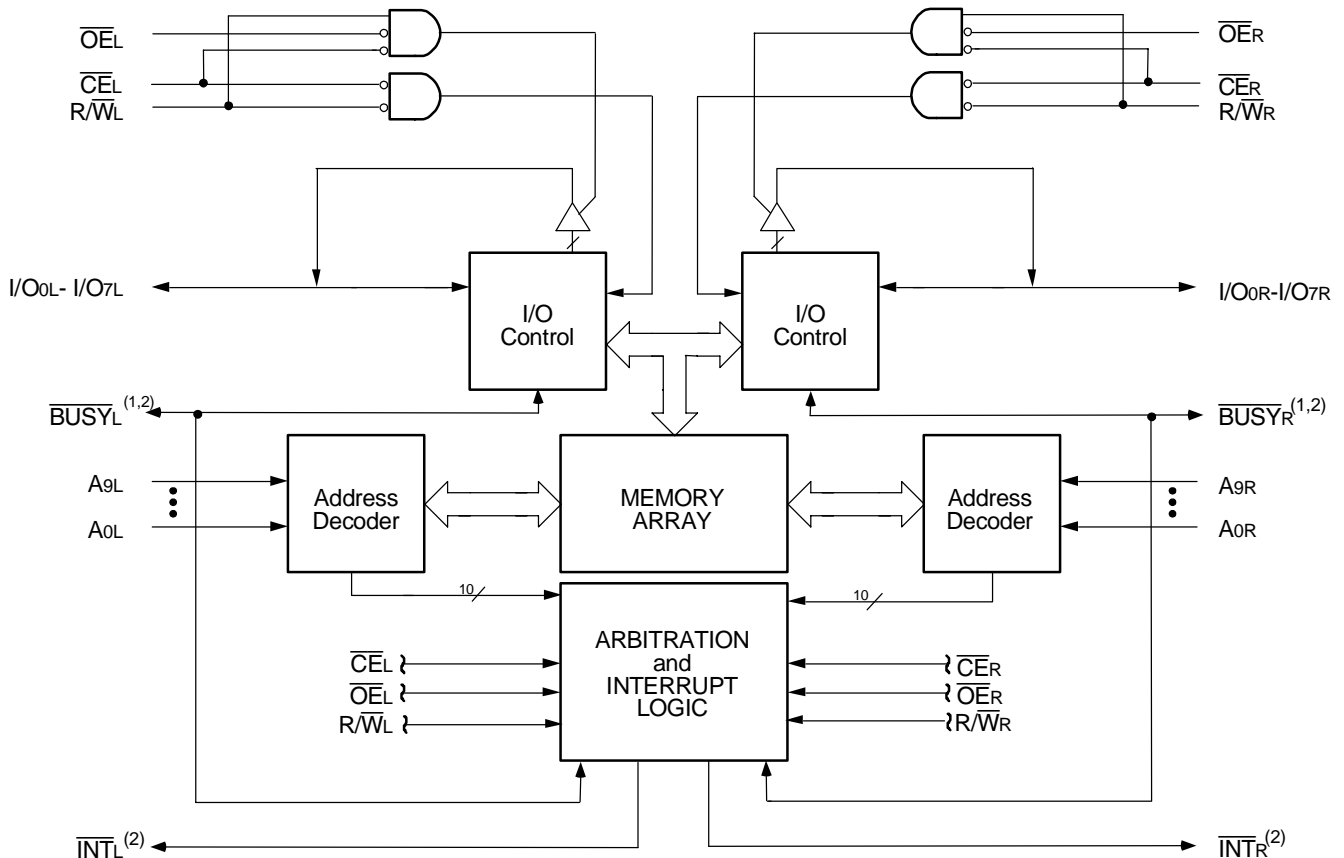 OEL
OER
CEL
CER
R/WL
R/WR
I/O0L- I/O7L
I/O
Control
I/O
Control
I/O0R-I/O7R
BUSYL(1,2)
BUSYR(1,2)
A9L
A0L
Address
Decoder
MEMORY
ARRAY
Address
Decoder
A9R
A0R
10
10
ARBITRATION
and
INTERRUPT
LOGIC
CEL
OEL
R/WL
CER
OER
R/WR
INTL(2)
INTR(2)